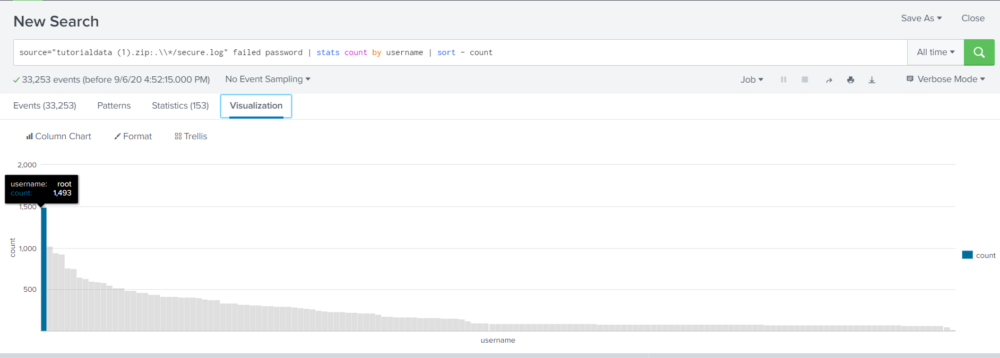 New Search
Save As
Close
source="tutorialdata (1).zip:.\\*/secure.log" failed password | stats count by username | sort - count
All time
33,253 events (before 9/6/20 4:52:15.000 PM)
No Event Sampling
Job
Verbose Mode
Events (33,253)
Patterns
Statistics (153)
Visualization
Column Chart
Format
Trellis
2,000
username: root
count: 1,493
1,500
1,000
500
count
username
count